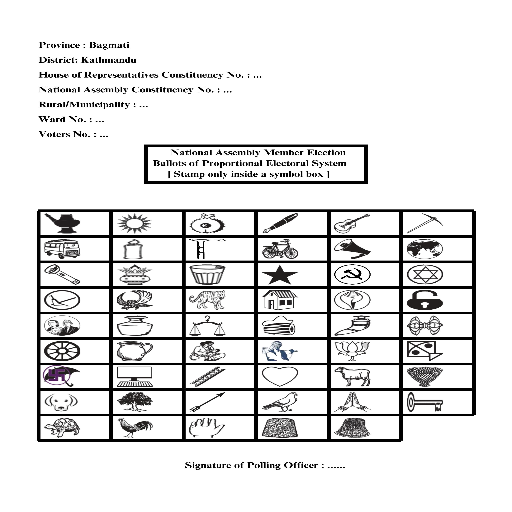 Province : Bagmati
District: Kathmandu
House of Representatives Constituency No. : ...
National Assembly Constituency No. : ...
Rural/Municipality : ...
Ward No. : ...
Voters No. : ...
National Assembly Member Election
Ballots of Proportional Electoral System
[ Stamp only inside a symbol box ]
Signature of Polling Officer : ......